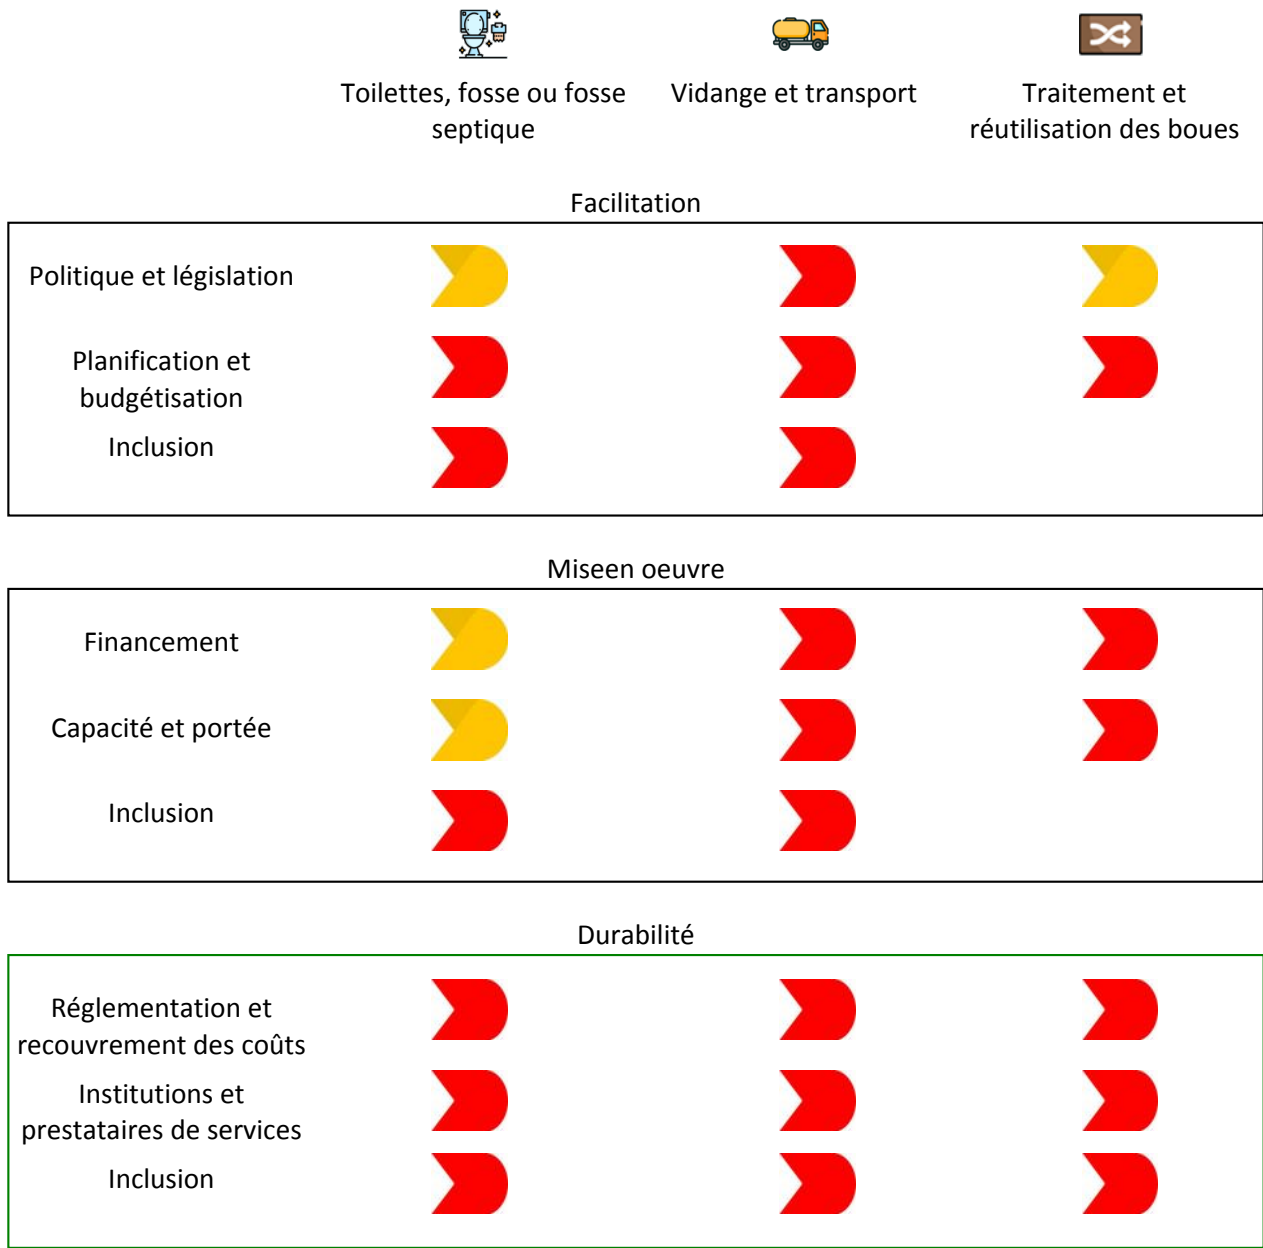 Toilettes, fosse ou fosse
septique
Vidange et transport
Traitement et
réutilisation des boues
Facilitation
Politique et législation
Planification et
budgétisation
Inclusion
Miseen oeuvre
Financement
Capacité et portée
Inclusion
Durabilité
Réglementation et
recouvrement des coûts
Institutions et
prestataires de services
Inclusion